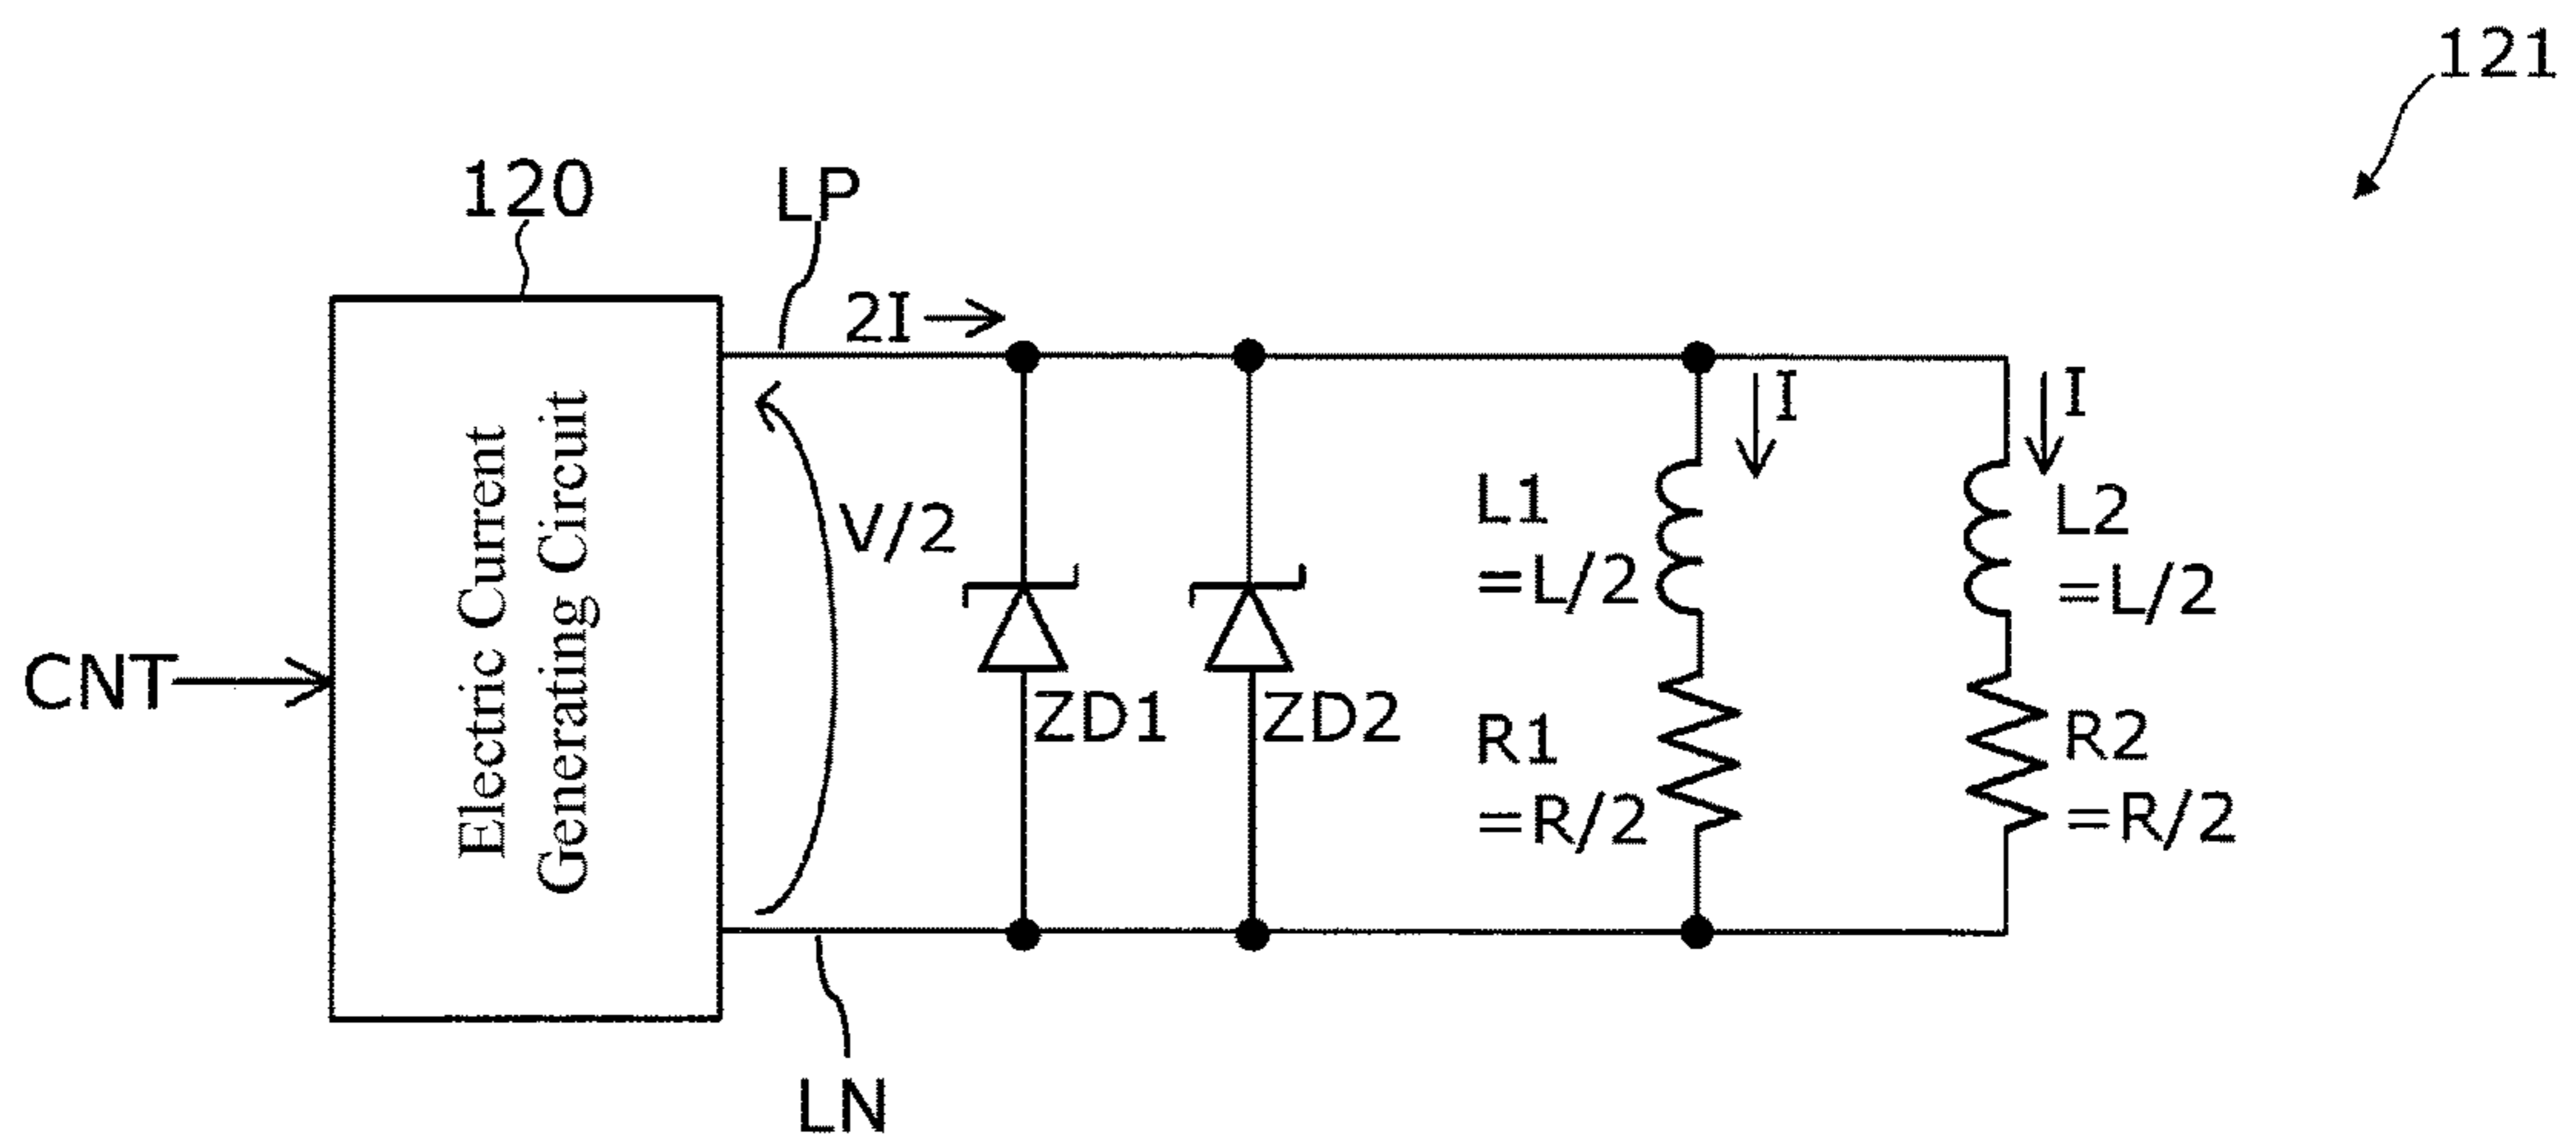 121
120
LP
2I
I
I
Electric Current
Generating Circuit
V/2
L1
=L/2
L2
=L/2
CNT
ZD1
ZD2
R1
=R/2
R2
=R/2
LN